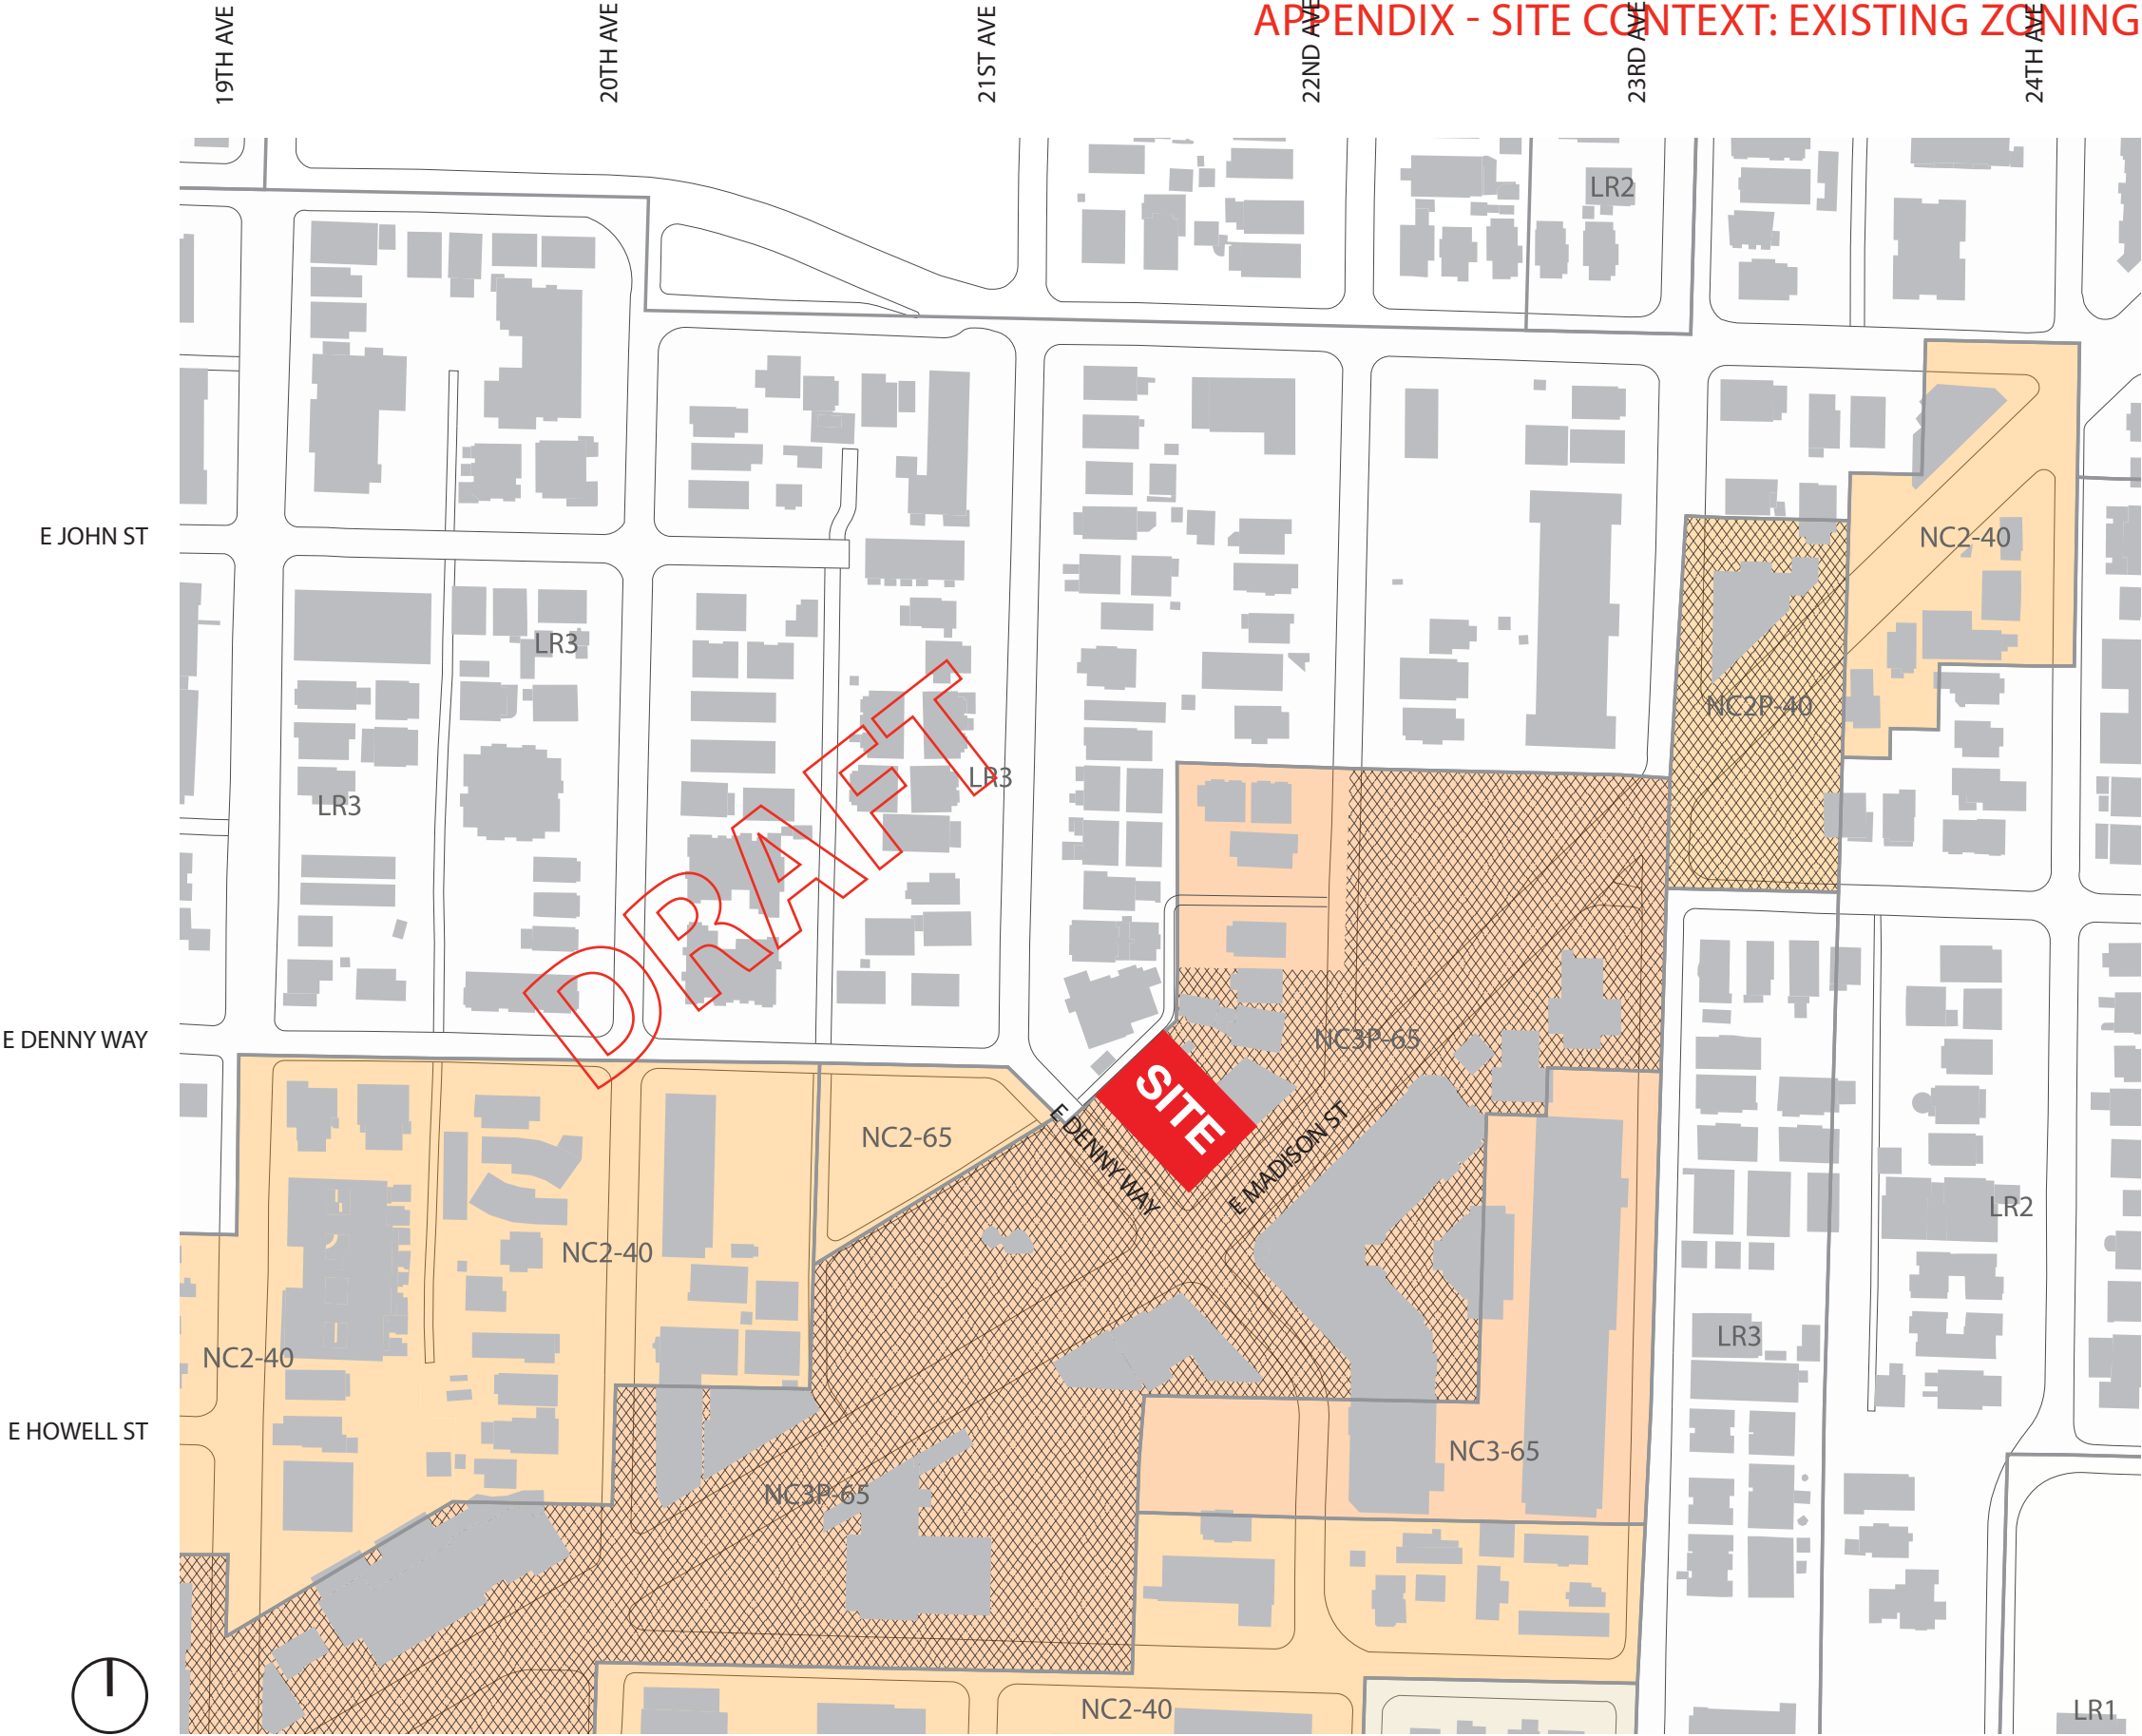 APPENDIX - SITE CONTEXT: EXISTING ZONING
19TH AVE
20TH AVE
21ST AVE
22ND AVE
23RD AVE
24TH AVE
LR2
E JOHN ST
NC2-40
LR3
NC2P-40
LR3
LR3
DRAFT
E DENNY WAY
NC3P-65
SITE
NC2-65
E DENNY WAY
E MADISON ST
LR2
NC2-40
LR3
NC2-40
E HOWELL ST
NC3-65
NC3P-65
NC2-40
LR1